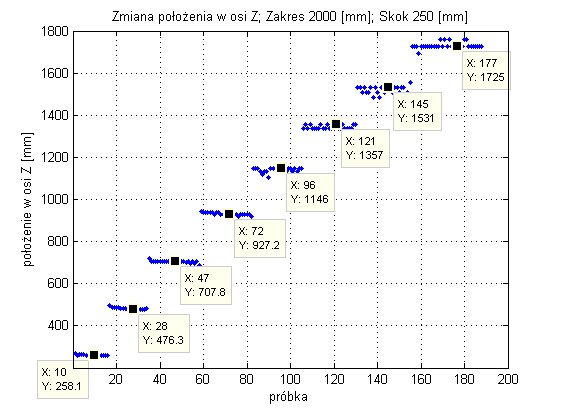 Zmiana położenia w osi Z; Zakres 2000 [mm]; Skok 250 [mm]
położenie w osi Z [mm]
1800
1600
1400
1200
1000
800
600
400
X: 177
Y: 1725
X: 145
Y: 1531
X: 121
Y: 1357
X: 96
Y: 1146
X: 72
Y: 927.2
X: 47
Y: 707.8
X: 28
Y: 476.3
X: 10
Y: 258.1
20
40
60
80
100
120
140
160
180
200
próbka